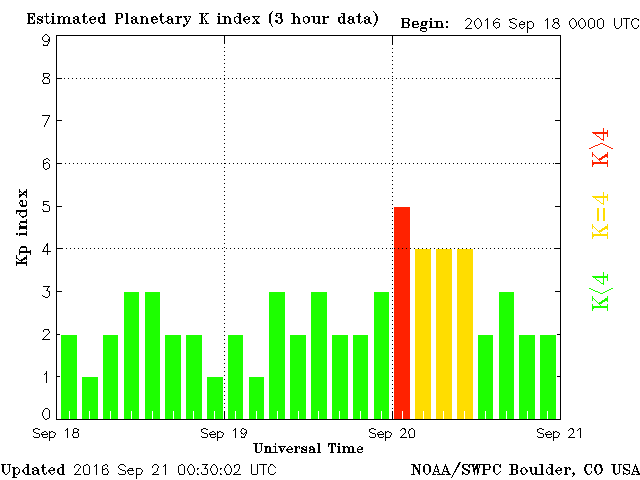 Estimated Planetary K index (3 hour data)
Begin: 2016 Sep 18 0000 UTC
9
8
7
6
5
4
3
2
1
0
Kp index
K>4
K=4
K<4
Sep 18 Sep 19 Sep 20 Sep 21
Universal Time
Updated 2016 Sep 21 00:30:02 UTC
NOAA/SWPC Boulder, CO USA